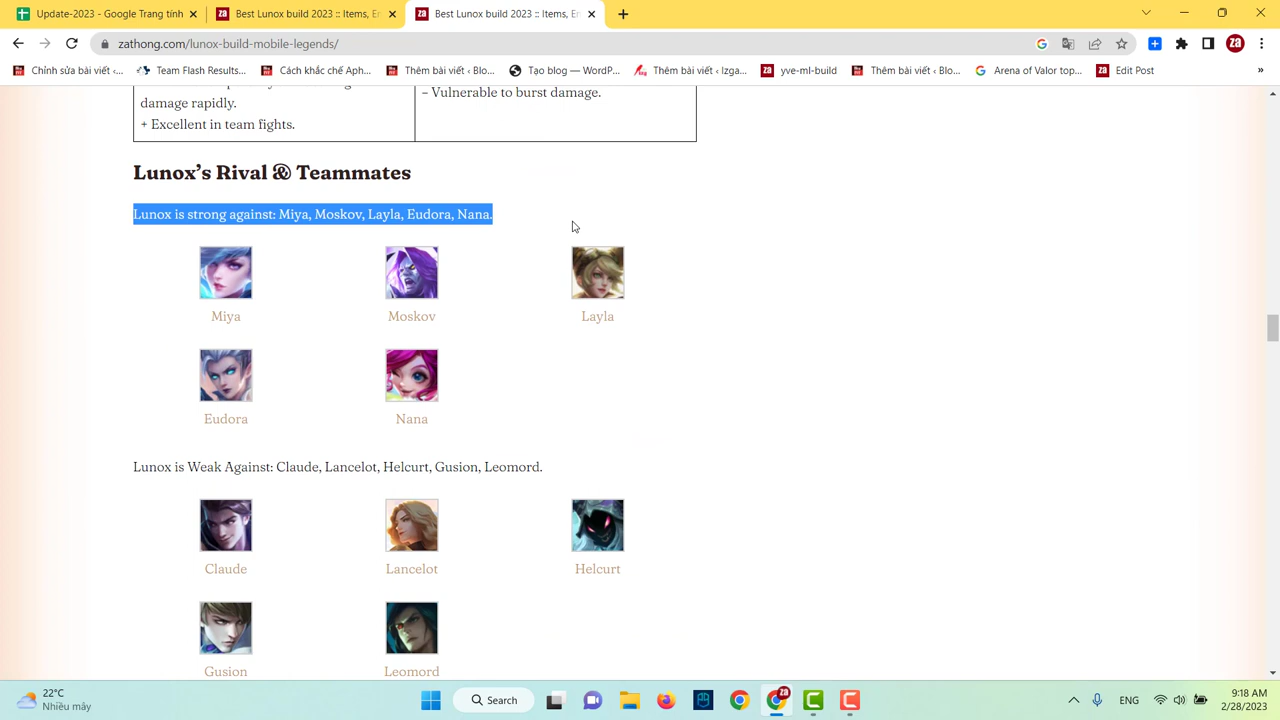 Update-2023 - Google Trang tính
Best Lunox build 2023 :: Items, Em
Best Lunox build 2023 :: Items, Em
zathong.com/lunox-build-mobile-legends/
Chỉnh sửa bài viết ‹...
Team Flash Results...
Cách khắc chế Aph...
Thêm bài viết ‹ Blo...
Tạo blog — WordP...
Thêm bài viết ‹ Izga...
yve-ml-build
Thêm bài viết ‹ Blo...
Arena of Valor top...
Edit Post
»
damage rapidly.
+ Excellent in team fights.
– Vulnerable to burst damage.
Lunox's Rival & Teammates
Lunox is strong against: Miya, Moskov, Layla, Eudora, Nana.
Miya
Moskov
Layla
Eudora
Nana
Lunox is Weak Against: Claude, Lancelot, Helcurt, Gusion, Leomord.
Claude
Lancelot
Helcurt
Gusion
Leomord
22°C
Nhiều mây
Search
ENG
9:18 AM
2/28/2023